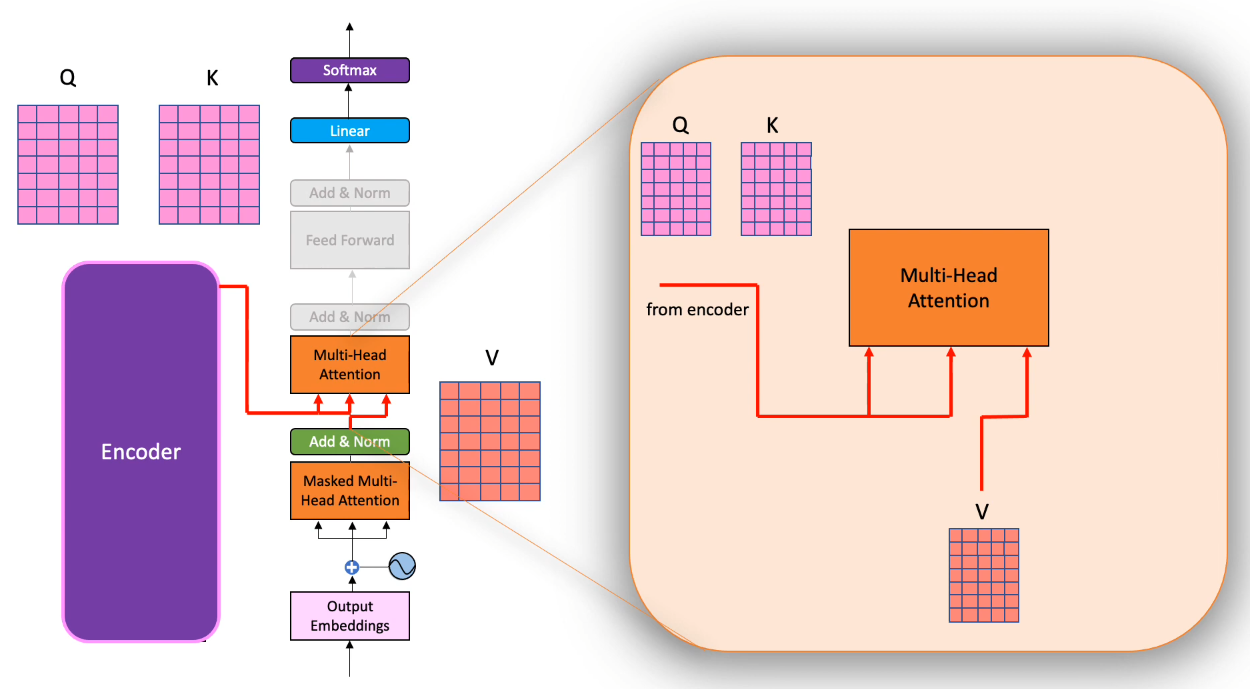 Q
K
Softmax
Linear
Add & Norm
Feed Forward
Add & Norm
Multi-Head
Attention
V
Encoder
Add & Norm
Masked Multi-
Head Attention
Output
Embeddings
Q
K
Multi-Head
Attention
from encoder
V